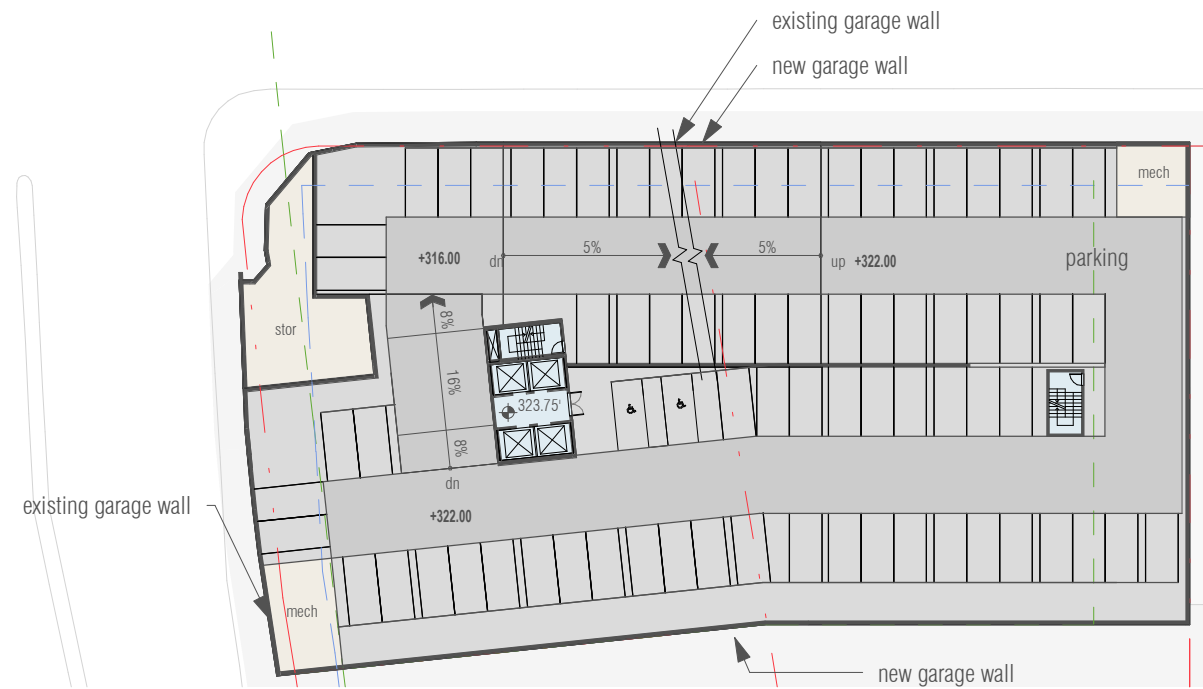 existing garage wall
new garage wall
mech
+316.00
dn
5%
5%
up
+322.00
parking
stor
8%
16%
8%
323.75'
dn
+322.00
existing garage wall
mech
new garage wall